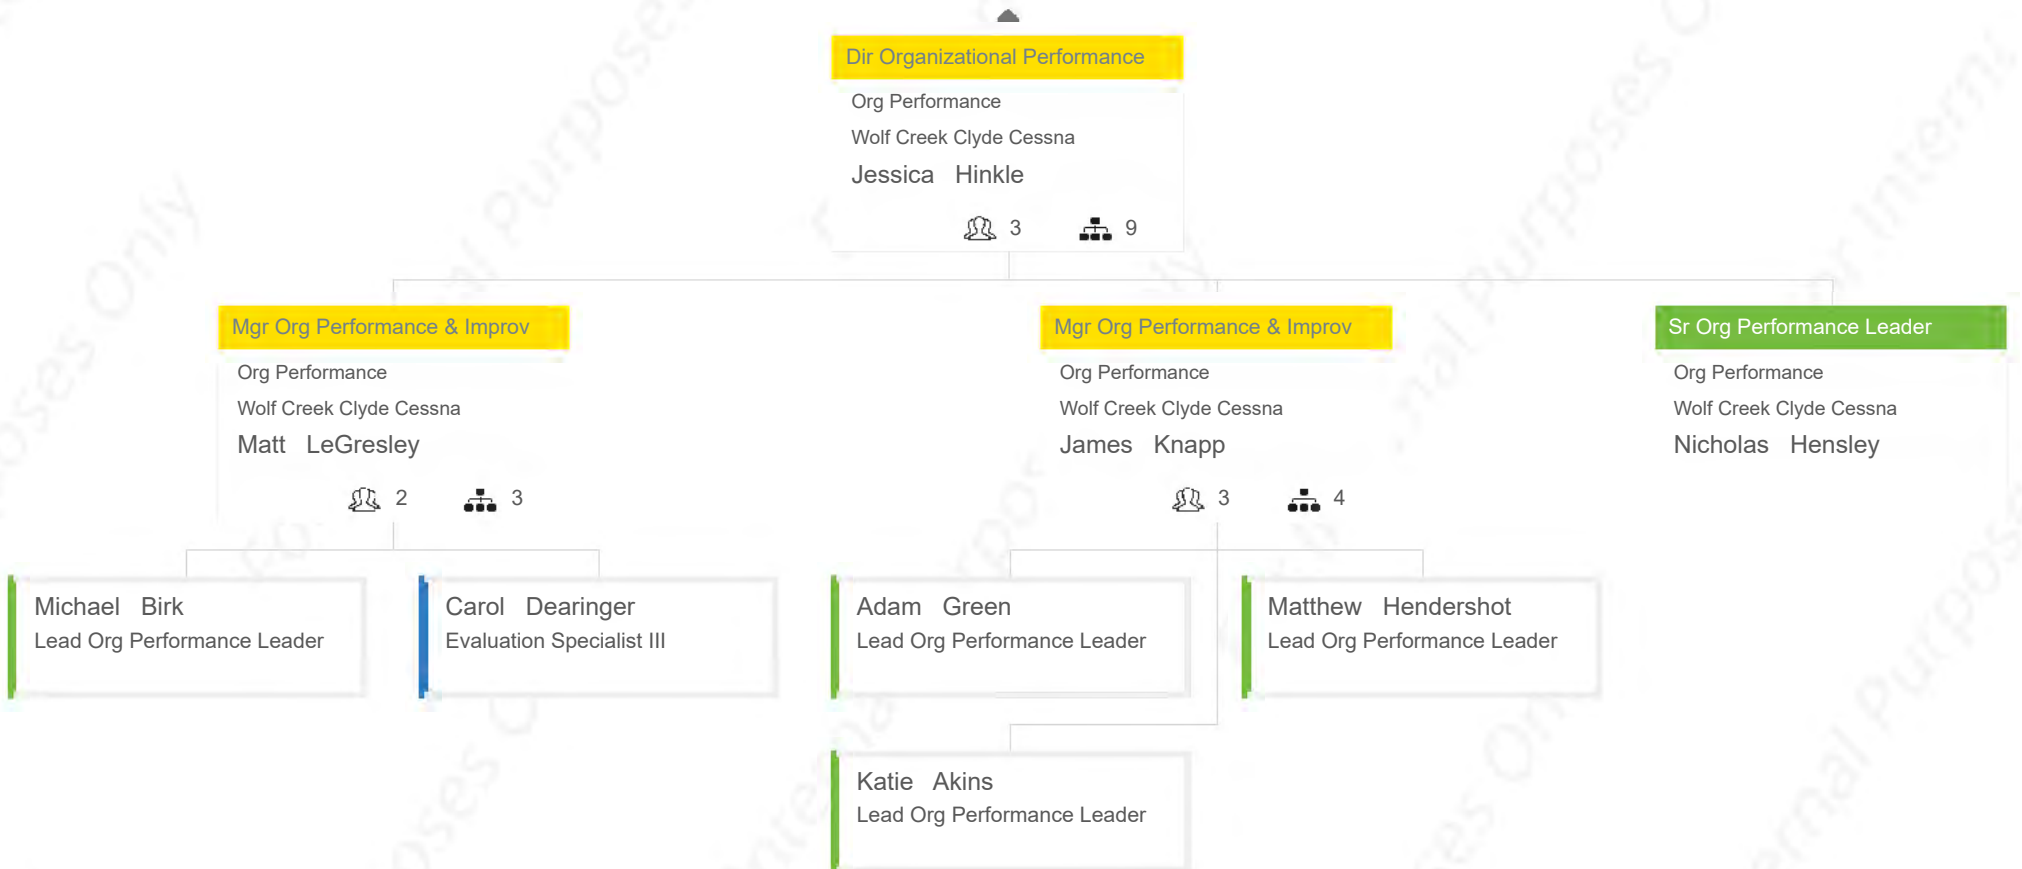 Dir Organizational Performance
Org Performance
Wolf Creek Clyde Cessna
Jessica Hinkle
3 9
Mgr Org Performance & Improv
Org Performance
Wolf Creek Clyde Cessna
Matt LeGresley
2 3
Mgr Org Performance & Improv
Org Performance
Wolf Creek Clyde Cessna
James Knapp
3 4
Sr Org Performance Leader
Org Performance
Wolf Creek Clyde Cessna
Nicholas Hensley
Michael Birk
Lead Org Performance Leader
Carol Dearinger
Evaluation Specialist III
Adam Green
Lead Org Performance Leader
Matthew Hendershot
Lead Org Performance Leader
Katie Akins
Lead Org Performance Leader